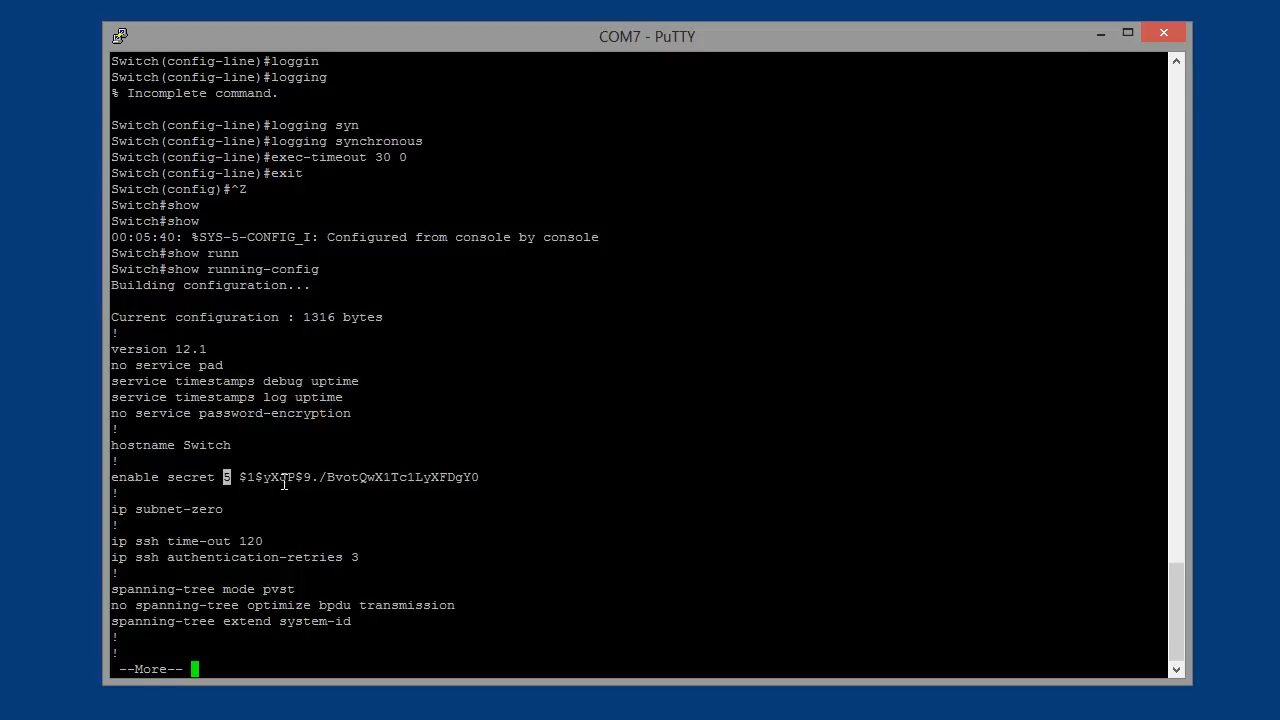 COM7 - PuTTY
Switch(config-line)#loggin
Switch(config-line)#logging
% Incomplete command.
Switch(config-line)#logging syn
Switch(config-line)#logging synchronous
Switch(config-line)#exec-timeout 30 0
Switch(config-line)#exit
Switch(config)#^Z
Switch#show
Switch#show
00:05:40: %SYS-5-CONFIG_I: Configured from console by console
Switch#show runn
Switch#show running-config
Building configuration...
Current configuration : 1316 bytes
!
version 12.1
no service pad
service timestamps debug uptime
service timestamps log uptime
no service password-encryption
!
hostname Switch
!
enable secret 5 $1$yXcP$9./BvotQwX1Tc1LyXFDgY0
!
ip subnet-zero
!
ip ssh time-out 120
ip ssh authentication-retries 3
!
spanning-tree mode pvst
no spanning-tree optimize bpdu transmission
spanning-tree extend system-id
!
!
--More--